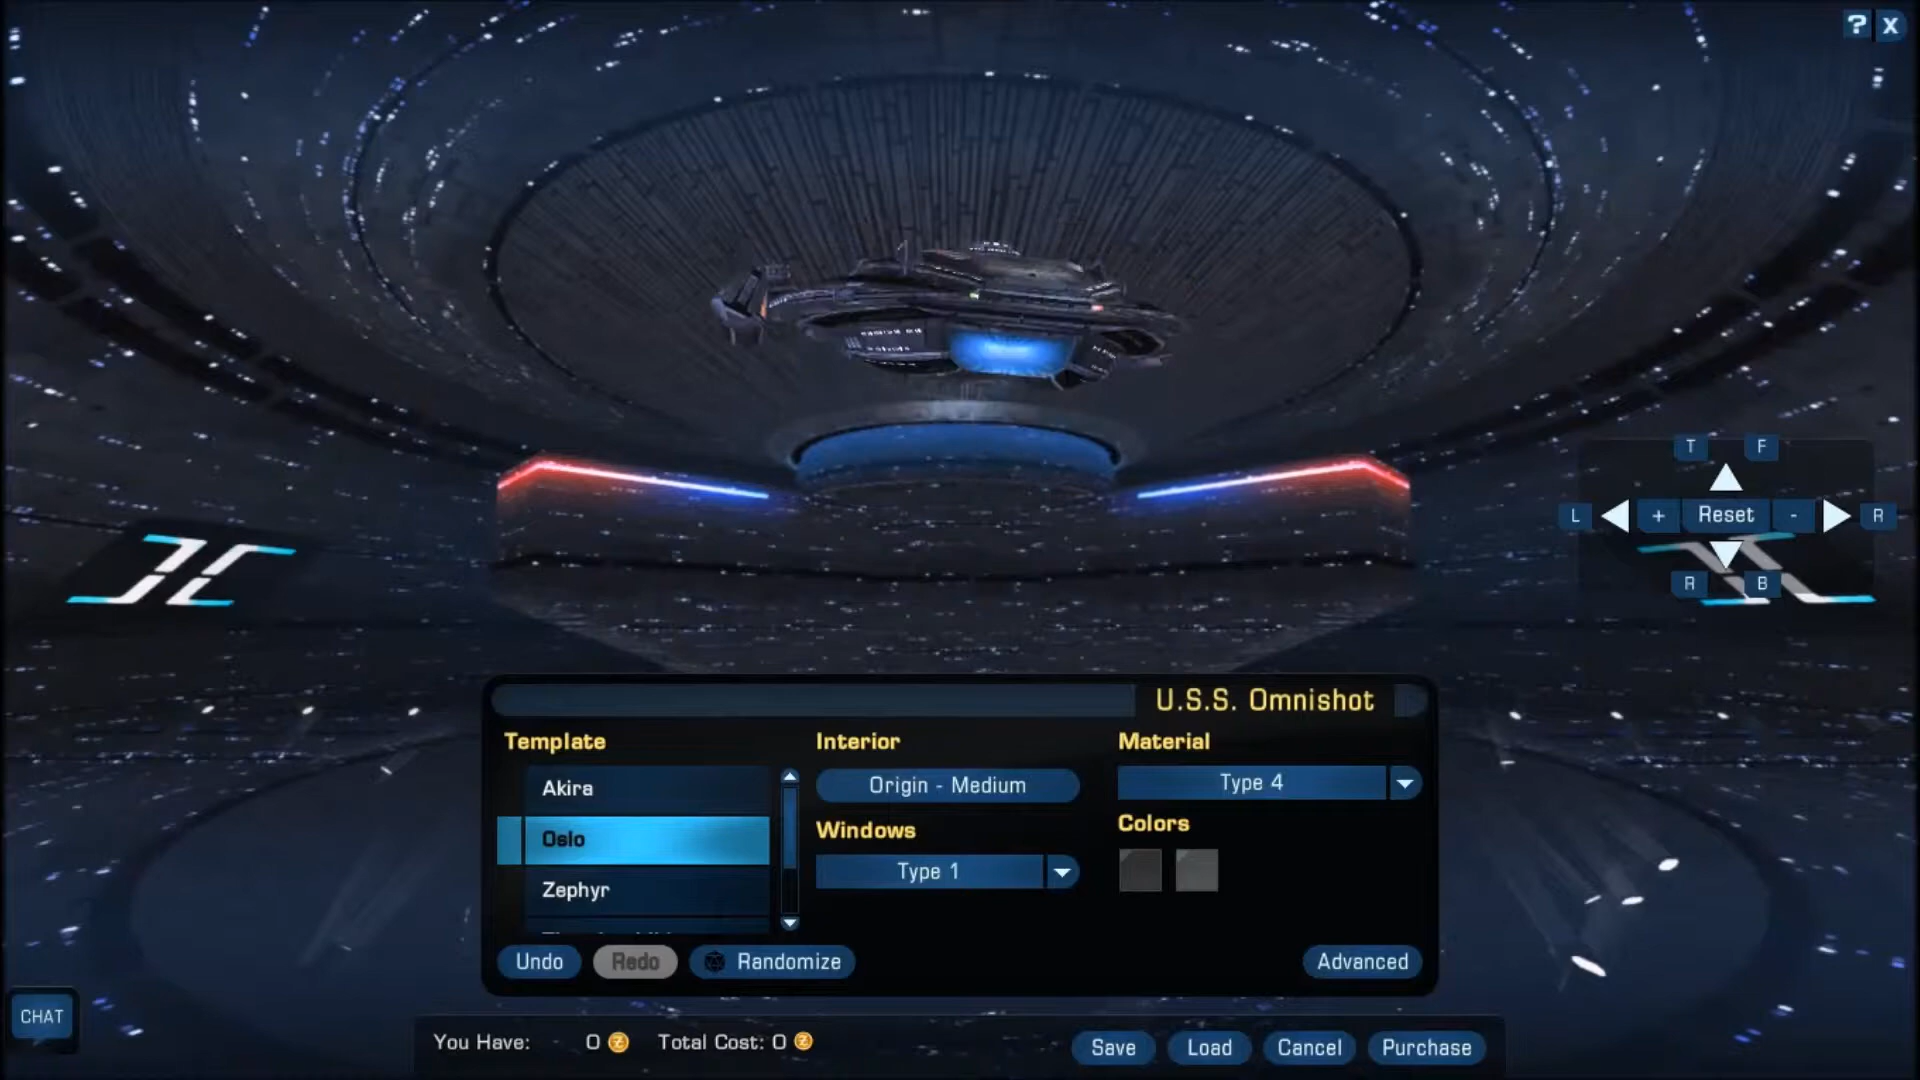 ? X
T F
L + Reset - R
R B
U.S.S. Omnishot
Template
Akira
Oslo
Zephyr
Interior
Origin - Medium
Windows
Type 1
Material
Type 4
Colors
Undo Redo Randomize Advanced
CHAT
You Have: 0 Total Cost: 0
Save Load Cancel Purchase